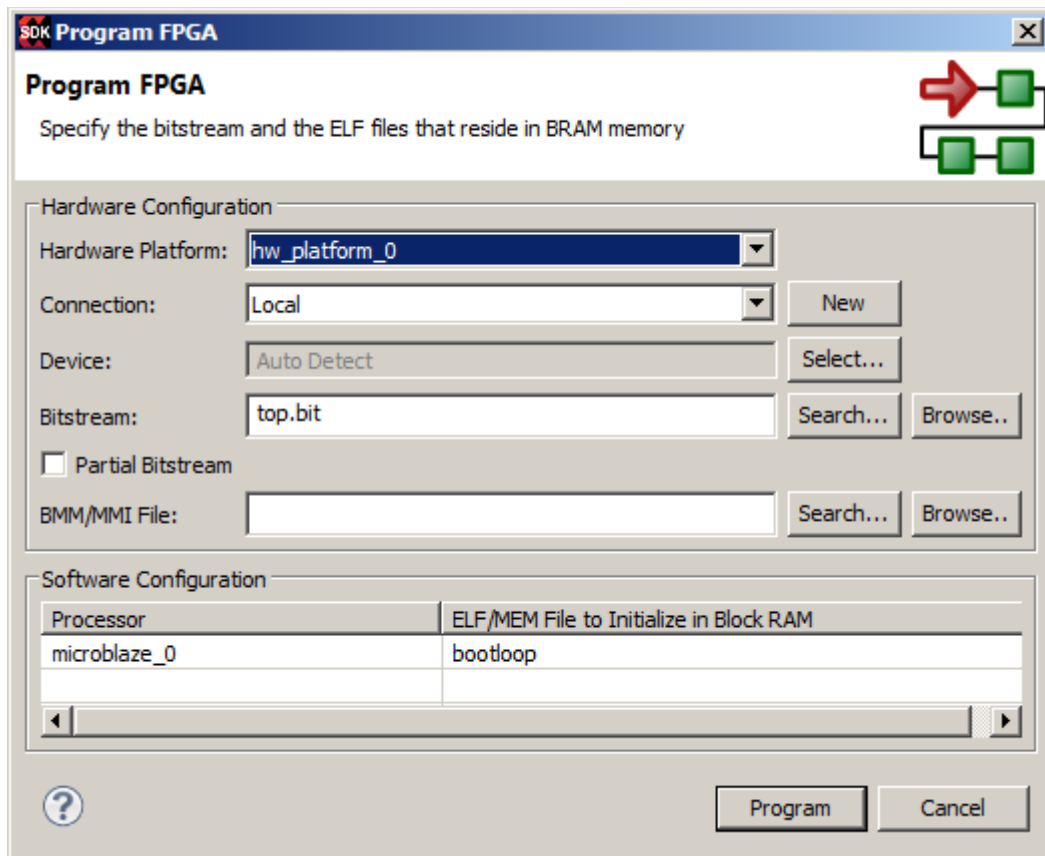 SDK Program FPGA
Program FPGA
Specify the bitstream and the ELF files that reside in BRAM memory
Hardware Configuration
Hardware Platform: hw_platform_0
Connection: Local New
Device: Auto Detect Select...
Bitstream: top.bit Search... Browse..
Partial Bitstream
BMM/MMI File: Search... Browse..
Software Configuration
Processor ELF/MEM File to Initialize in Block RAM
microblaze_0 bootloop
? Program Cancel